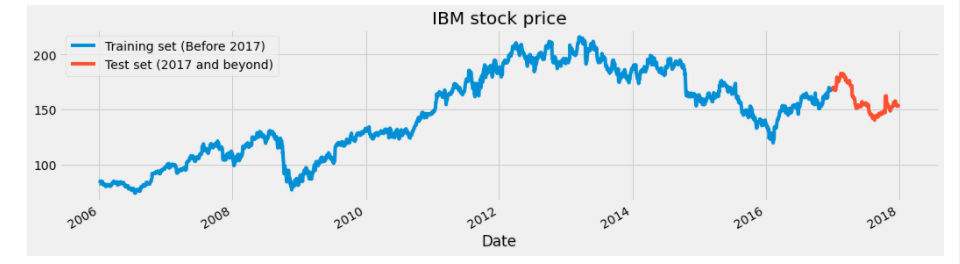 IBM stock price
Training set (Before 2017)
Test set (2017 and beyond)
200
150
100
2006
2008
2010
2012
2014
2016
2018
Date